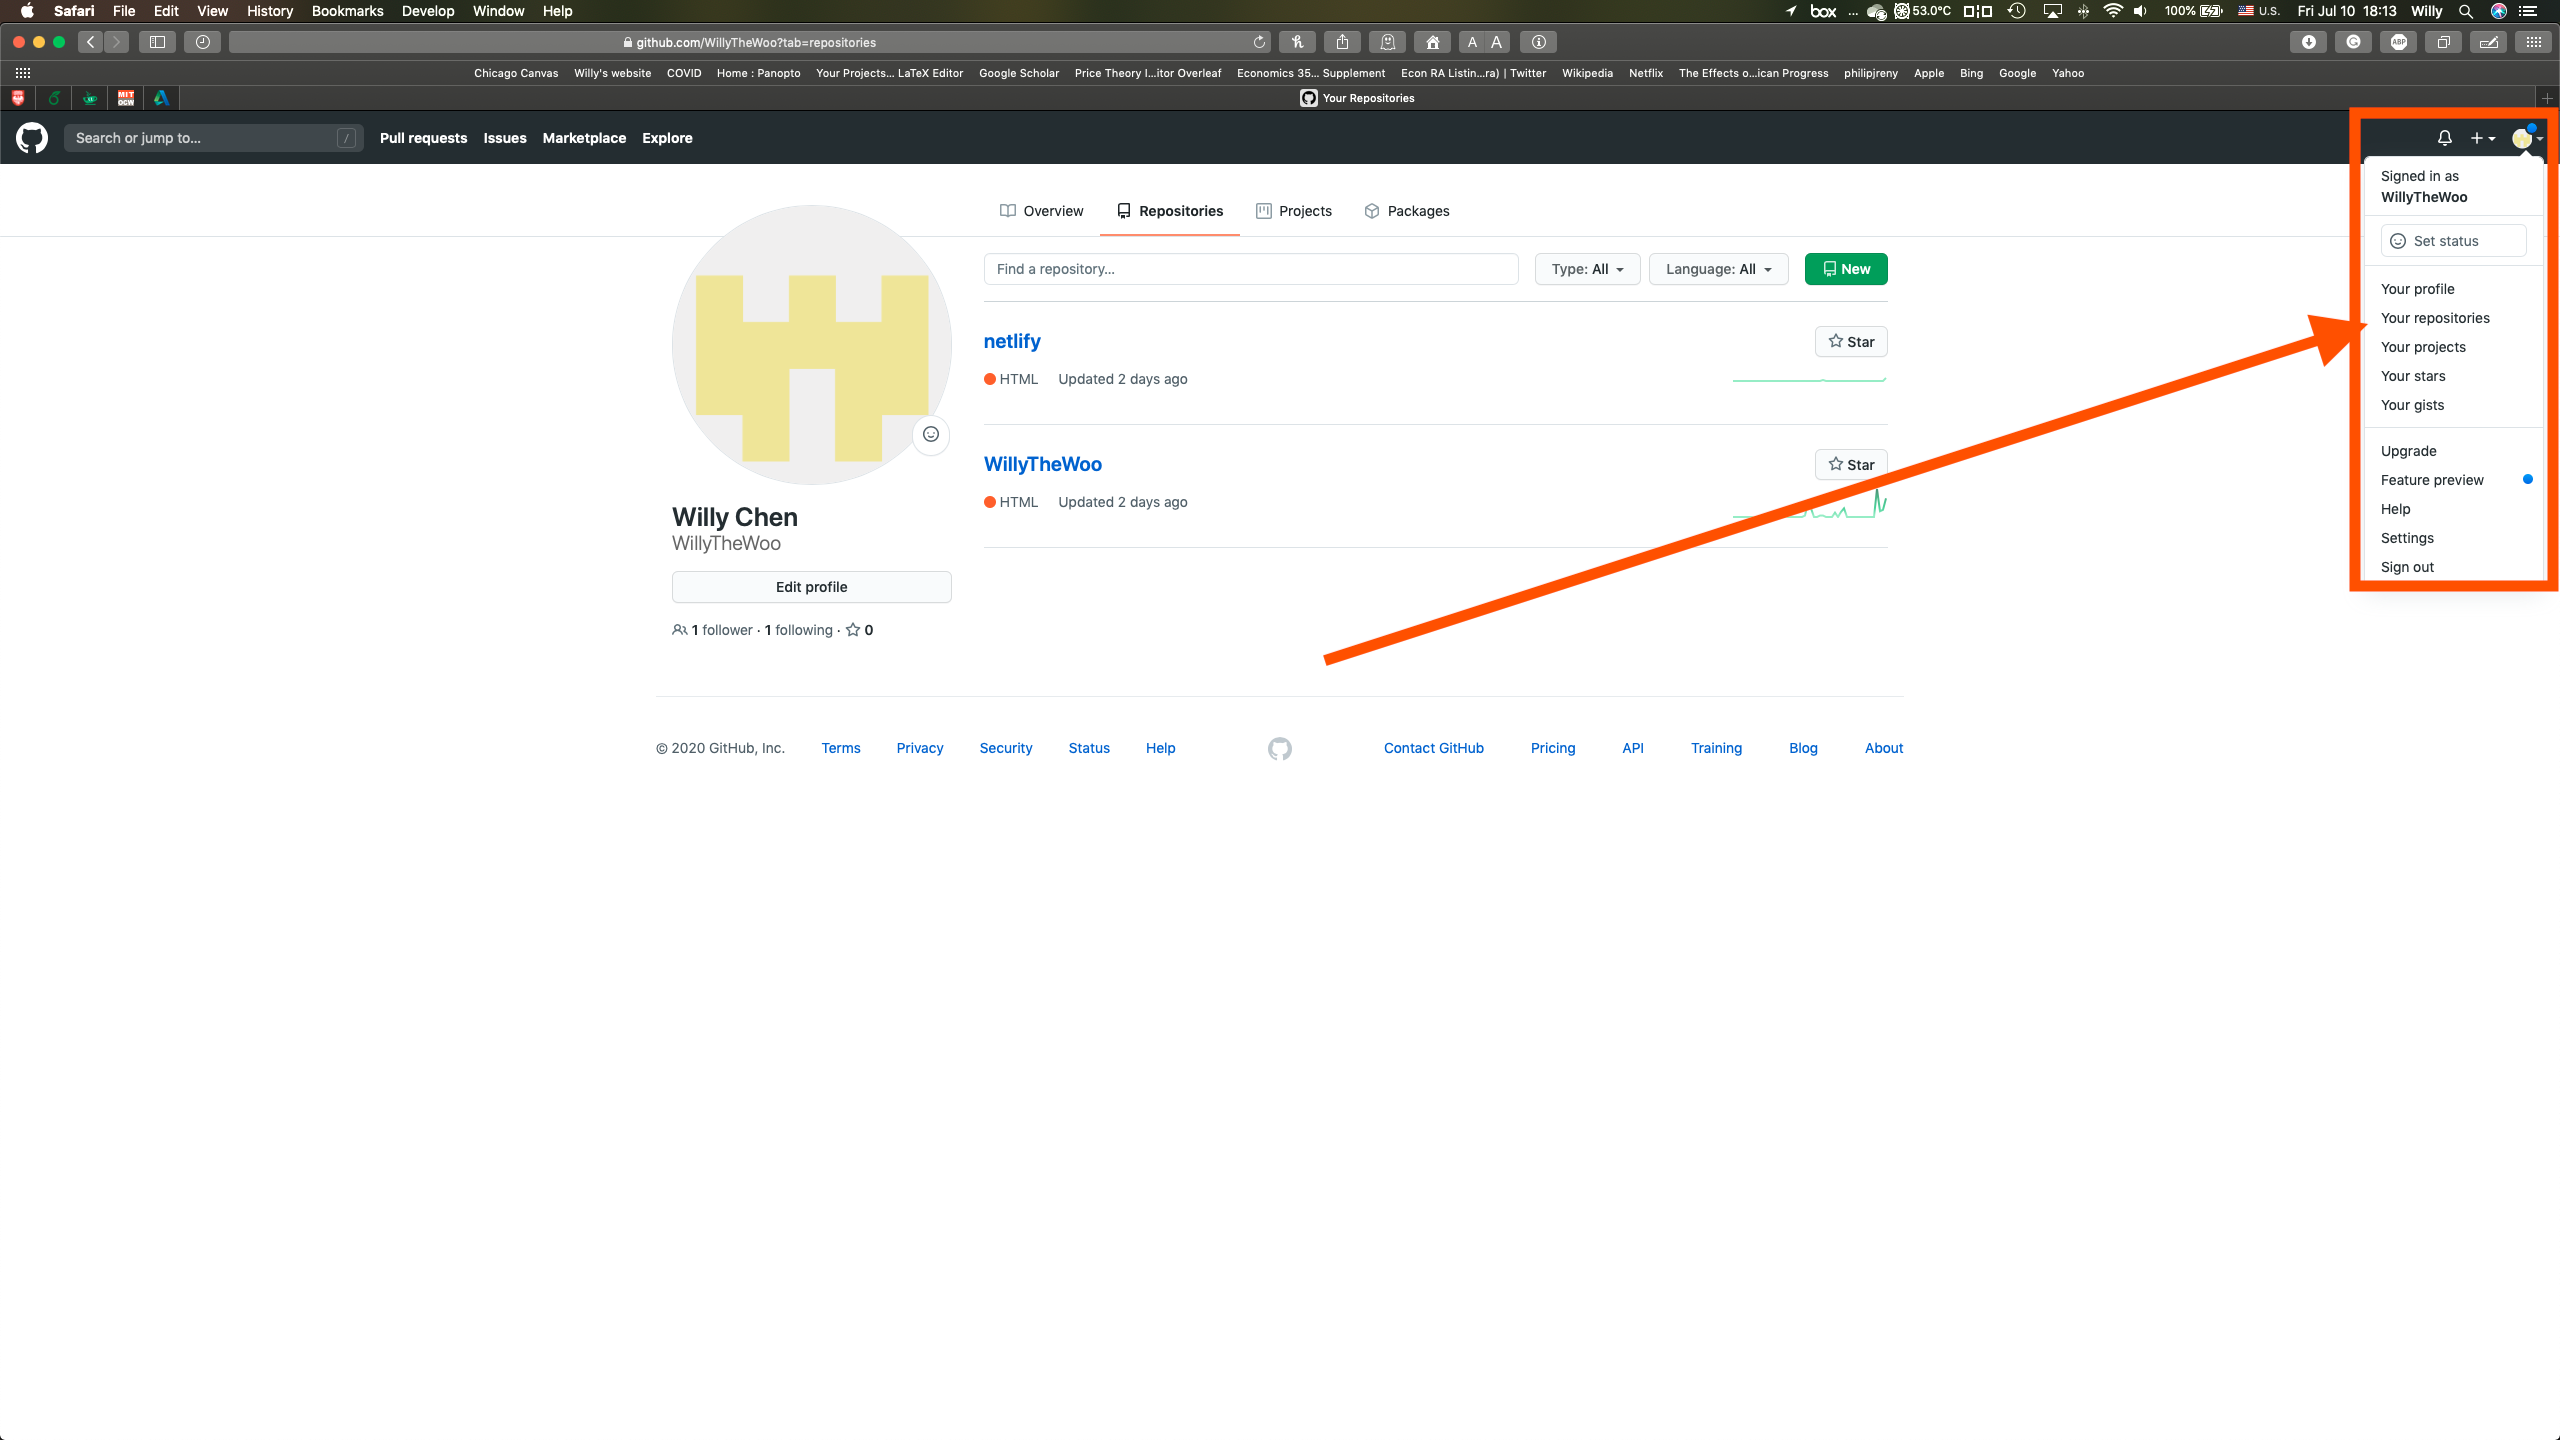 Safari File Edit View History Bookmarks Develop Window Help
box ... 53.0°C 100% U.S. Fri Jul 10 18:13 Willy
github.com/WillyTheWoo?tab=repositories
A A
ABP
Chicago Canvas Willy's website COVID Home : Panopto Your Projects... LaTeX Editor Google Scholar Price Theory I...itor Overleaf Economics 35... Supplement Econ RA Listin...ra) | Twitter Wikipedia Netflix The Effects o...ican Progress philipjreny Apple Bing Google Yahoo
MIT OCW
Your Repositories
Search or jump to... / Pull requests Issues Marketplace Explore
Signed in as
WillyTheWoo
Set status
Your profile
Your repositories
Your projects
Your stars
Your gists
Upgrade
Feature preview
Help
Settings
Sign out
Overview Repositories Projects Packages
Find a repository... Type: All Language: All New
netlify Star
HTML Updated 2 days ago
WillyTheWoo Star
HTML Updated 2 days ago
Willy Chen
WillyTheWoo
Edit profile
1 follower · 1 following · 0
© 2020 GitHub, Inc. Terms Privacy Security Status Help Contact GitHub Pricing API Training Blog About